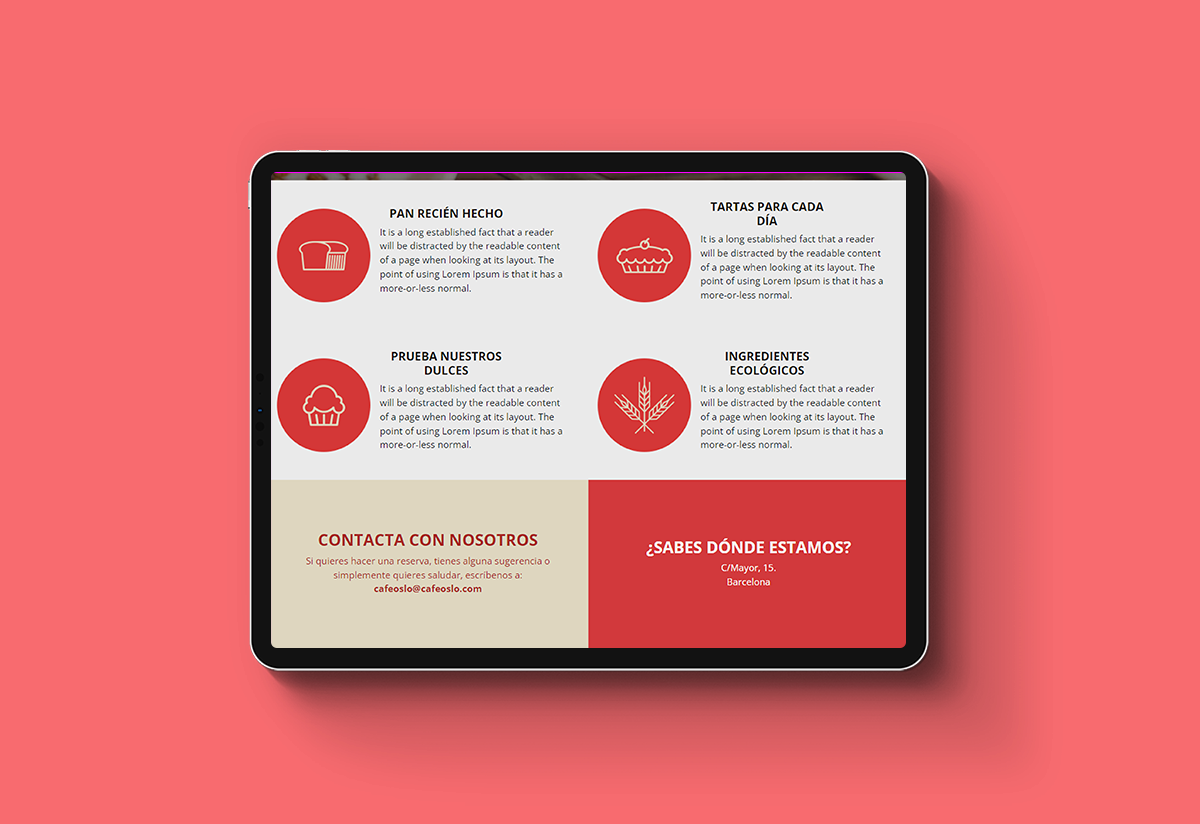 PAN RECIÉN HECHO
It is a long established fact that a reader
will be distracted by the readable content
of a page when looking at its layout. The
point of using Lorem Ipsum is that it has a
more-or-less normal.
TARTAS PARA CADA
DÍA
It is a long established fact that a reader
will be distracted by the readable content
of a page when looking at its layout. The
point of using Lorem Ipsum is that it has a
more-or-less normal.
PRUEBA NUESTROS
DULCES
It is a long established fact that a reader
will be distracted by the readable content
of a page when looking at its layout. The
point of using Lorem Ipsum is that it has a
more-or-less normal.
INGREDIENTES
ECOLÓGICOS
It is a long established fact that a reader
will be distracted by the readable content
of a page when looking at its layout. The
point of using Lorem Ipsum is that it has a
more-or-less normal.
CONTACTA CON NOSOTROS
Si quieres hacer una reserva, tienes alguna sugerencia o
simplemente quieres saludar, escríbenos a:
cafeoslo@cafeoslo.com
¿SABES DÓNDE ESTAMOS?
C/Mayor, 15.
Barcelona